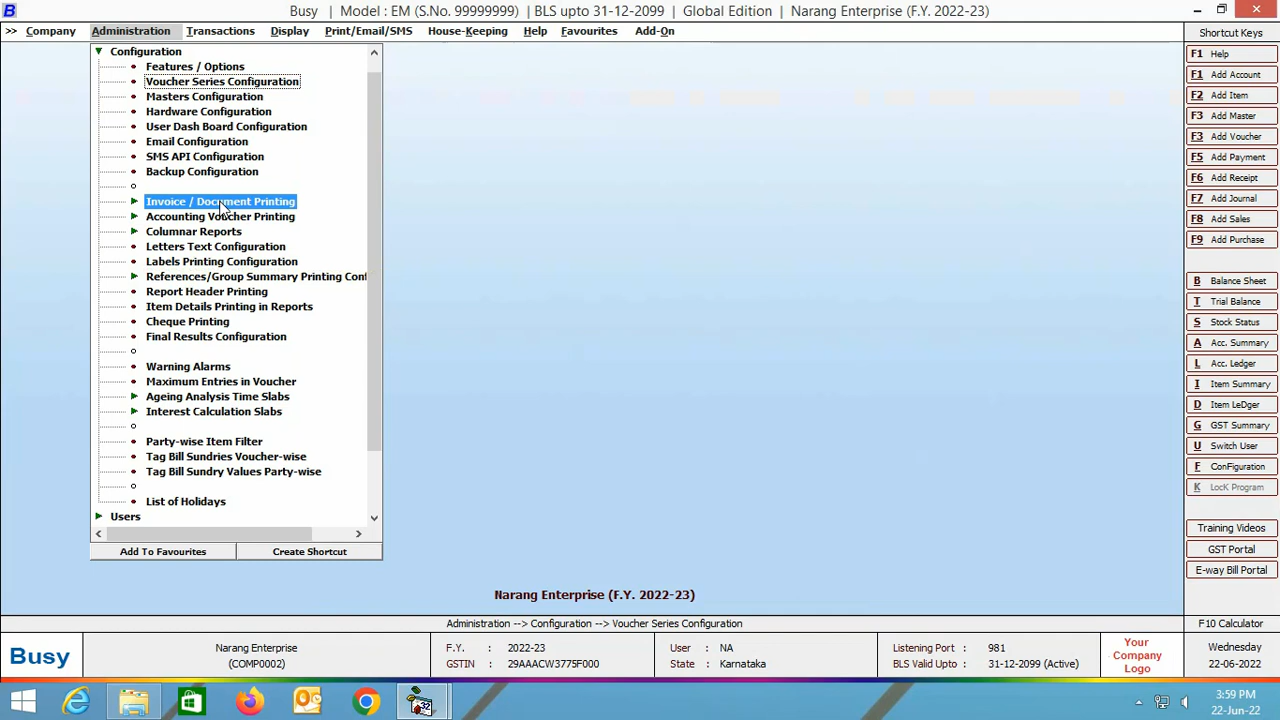 Busy | Model : EM (S.No. 99999999) | BLS upto 31-12-2099 | Global Edition | Narang Enterprise (F.Y. 2022-23)
>> Company Administration Transactions Display Print/Email/SMS House-Keeping Help Favourites Add-On
Shortcut Keys
Configuration
Features / Options
Voucher Series Configuration
Masters Configuration
Hardware Configuration
User Dash Board Configuration
Email Configuration
SMS API Configuration
Backup Configuration
Invoice / Document Printing
Accounting Voucher Printing
Columnar Reports
Letters Text Configuration
Labels Printing Configuration
References/Group Summary Printing Conf
Report Header Printing
Item Details Printing in Reports
Cheque Printing
Final Results Configuration
Warning Alarms
Maximum Entries in Voucher
Ageing Analysis Time Slabs
Interest Calculation Slabs
Party-wise Item Filter
Tag Bill Sundries Voucher-wise
Tag Bill Sundry Values Party-wise
List of Holidays
Users
Add To Favourites Create Shortcut
F1 Help
F1 Add Account
F2 Add Item
F3 Add Master
F3 Add Voucher
F5 Add Payment
F6 Add Receipt
F7 Add Journal
F8 Add Sales
F9 Add Purchase
B Balance Sheet
T Trial Balance
S Stock Status
A Acc. Summary
L Acc. Ledger
I Item Summary
D Item LeDger
G GST Summary
U Switch User
F ConFiguration
K LocK Program
Training Videos
GST Portal
E-way Bill Portal
Narang Enterprise (F.Y. 2022-23)
Administration --> Configuration --> Voucher Series Configuration
F10 Calculator
Busy
Narang Enterprise
(COMP0002)
F.Y. : 2022-23
GSTIN : 29AAACW3775F000
User : NA
State : Karnataka
Listening Port : 981
BLS Valid Upto : 31-12-2099 (Active)
Your
Company
Logo
Wednesday
22-06-2022
3:59 PM
22-Jun-22